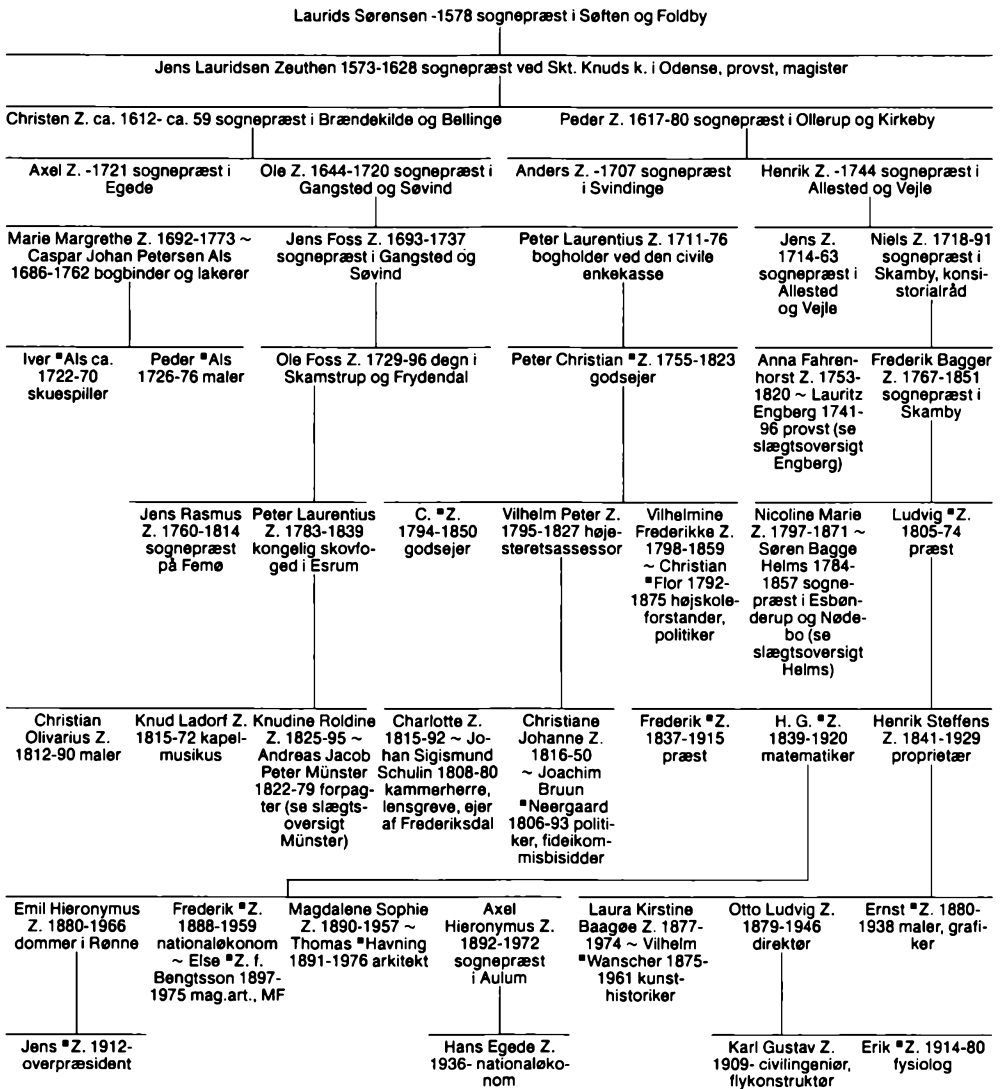 Laurids Sørensen -1578 sognepræst i Søften og Foldby
Jens Lauridsen Zeuthen 1573-1628 sognepræst ved Skt. Knuds k. i Odense, provst, magister
Christen Z. ca. 1612- ca. 59 sognepræst i Brændekilde og Bellinge
Peder Z. 1617-80 sognepræst i Ollerup og Kirkeby
Axel Z. -1721 sognepræst i
Egede
Ole Z. 1644-1720 sognepræst i
Gangsted og Søvind
Anders Z. -1707 sognepræst
i Svindinge
Henrik Z. -1744 sognepræst i
Allested og Vejle
Marie Margrethe Z. 1692-1773 ~
Caspar Johan Petersen Als
1686-1762 bogbinder og lakerer
Jens Foss Z. 1693-1737
sognepræst i Gangsted og
Søvind
Peter Laurentius Z. 1711-76
bogholder ved den civile
enkekasse
Jens Z.
1714-63
sognepræst i
Allested
og Vejle
Niels Z. 1718-91
sognepræst i
Skamby, konsi-
storialråd
Iver ■Als ca.
1722-70
skuespiller
Peder ■Als
1726-76 maler
Ole Foss Z. 1729-96 degn i
Skamstrup og Frydendal
Peter Christian ■Z. 1755-1823
godsejer
Anna Fahren-
horst Z. 1753-
1820 ~ Lauritz
Engberg 1741-
96 provst (se
slægtsoversigt
Engberg)
Frederik Bagger
Z. 1767-1851
sognepræst i
Skamby
Jens Rasmus
Z. 1760-1814
sognepræst
på Femø
Peter Laurentius
Z. 1783-1839
kongelig skovfo-
ged i Esrum
C. ■Z.
1794-1850
godsejer
Vilhelm Peter Z.
1795-1827 høje-
steretsassessor
Vilhelmine
Frederikke Z.
1798-1859
~ Christian
■Flor 1792-
1875 højskole-
forstander,
politiker
Nicoline Marie
Z. 1797-1871 ~
Søren Bagge
Helms 1784-
1857 sogne-
præst i Esbøn-
derup og Nøde-
bo (se
slægtsoversigt
Helms)
Ludvig ■Z.
1805-74
præst
Christian
Olivarius Z.
1812-90 maler
Knud Ladorf Z.
1815-72 kapel-
musikus
Knudine Roldine
Z. 1825-95 ~
Andreas Jacob
Peter Münster
1822-79 forpag-
ter (se slægts-
oversigt
Münster)
Charlotte Z.
1815-92 ~ Jo-
han Sigismund
Schulin 1808-80
kammerherre,
lensgreve, ejer
af Frederiksdal
Christiane
Johanne Z.
1816-50
~ Joachim
Bruun
■Neergaard
1806-93 politi-
ker, fideikom-
misbisidder
Frederik ■Z.
1837-1915
præst
H. G. ■Z.
1839-1920
matematiker
Henrik Steffens
Z. 1841-1929
proprietær
Emil Hieronymus
Z. 1880-1966
dommer i Rønne
Frederik ■Z.
1888-1959
nationaløkonom
~ Else ■Z. f.
Bengtsson 1897-
1975 mag.art., MF
Magdalene Sophie
Z. 1890-1957 ~
Thomas ■Havning
1891-1976 arkitekt
Axel
Hieronymus Z.
1892-1972
sognepræst
i Aulum
Laura Kirstine
Baagøe Z. 1877-
1974 ~ Vilhelm
■Wanscher 1875-
1961 kunst-
historiker
Otto Ludvig Z.
1879-1946
direktør
Ernst ■Z. 1880-
1938 maler, grafi-
ker
Jens ■Z. 1912-
overpræsident
Hans Egede Z.
1936- nationaløko-
nom
Karl Gustav Z.
1909- civilingeniør,
flykonstruktør
Erik ■Z. 1914-80
fysiolog